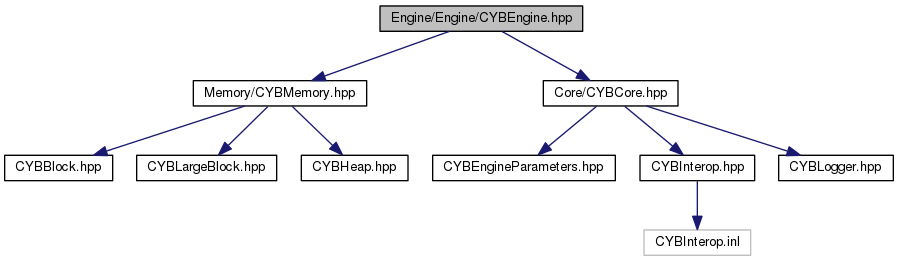 Engine/Engine/CYBEngine.hpp
Memory/CYBMemory.hpp
Core/CYBCore.hpp
CYBBlock.hpp
CYBLargeBlock.hpp
CYBHeap.hpp
CYBEngineParameters.hpp
CYBInterop.hpp
CYBLogger.hpp
CYBInterop.inl